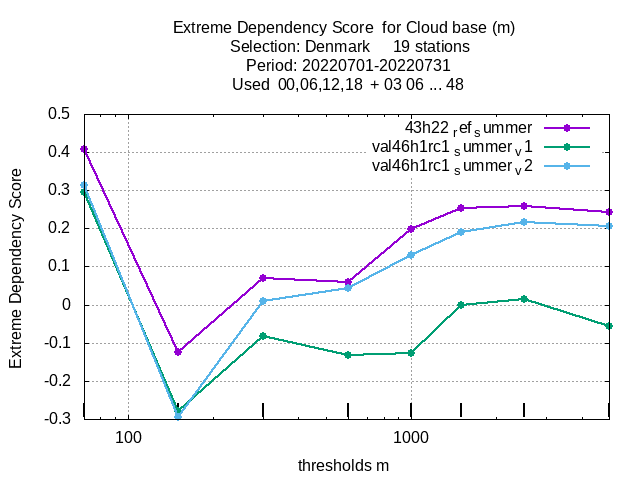 Extreme Dependency Score for Cloud base (m)
Selection: Denmark 19 stations
Period: 20220701-20220731
Used 00,06,12,18 + 03 06 ... 48
43h22 ref summer
val46h1rc1 summer v1
val46h1rc1 summer v2
Extreme Dependency Score
0.5
0.4
0.3
0.2
0.1
0
-0.1
-0.2
-0.3
100 1000
thresholds m